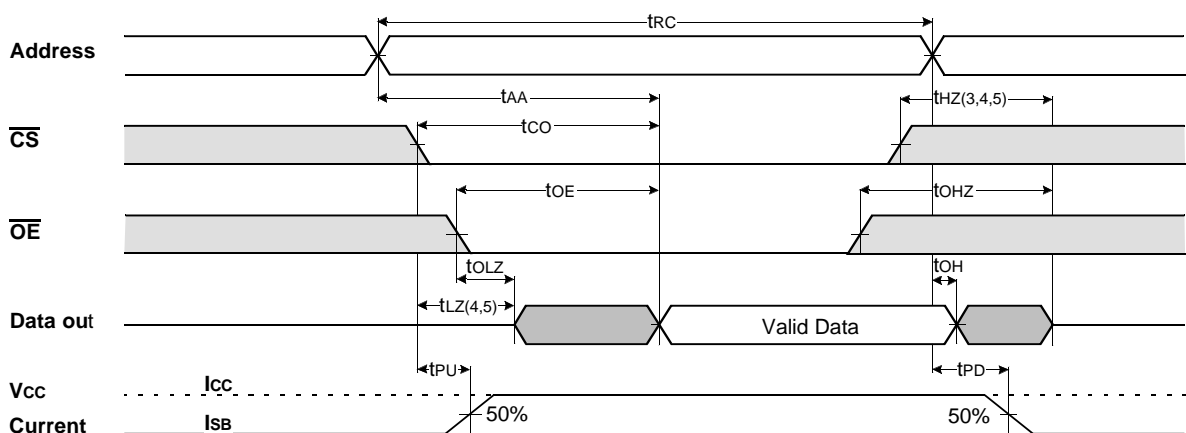 tRC
Address
tAA
tHZ(3,4,5)
CS
tCO
tOE
tOHZ
OE
tOLZ
tOH
tLZ(4,5)
Data out
Valid Data
tPU
tPD
VCC
ICC
50%
50%
Current
ISB